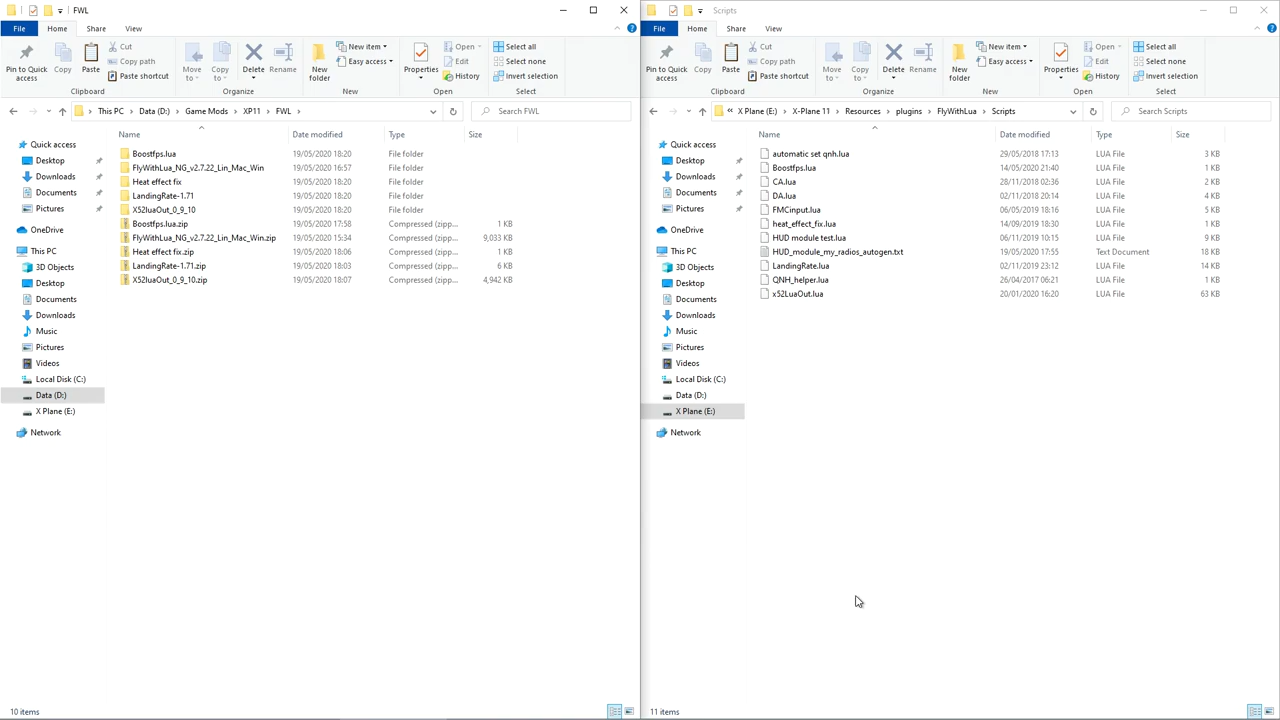 FWL
File Home Share View
Pin to Quick access
Copy
Paste
Cut
Copy path
Paste shortcut
Clipboard
Move to
Copy to
Delete
Rename
Organize
New folder
New item
Easy access
New
Properties
Open
Edit
History
Open
Select all
Select none
Invert selection
Select
This PC Data (D:) Game Mods XP11 FWL
Search FWL
Name Date modified Type Size
Quick access
Desktop
Downloads
Documents
Pictures
OneDrive
This PC
3D Objects
Desktop
Documents
Downloads
Music
Pictures
Videos
Local Disk (C:)
Data (D:)
X Plane (E:)
Network
Boostfps.lua 19/05/2020 18:20 File folder
FlyWithLua_NG_v2.7.22_Lin_Mac_Win 19/05/2020 16:57 File folder
Heat effect fix 19/05/2020 18:20 File folder
LandingRate-1.71 19/05/2020 18:20 File folder
X52luaOut_0_9_10 19/05/2020 18:20 File folder
Boostfps.lua.zip 19/05/2020 17:58 Compressed (zipp... 1 KB
FlyWithLua_NG_v2.7.22_Lin_Mac_Win.zip 19/05/2020 15:34 Compressed (zipp... 9,033 KB
Heat effect fix.zip 19/05/2020 18:06 Compressed (zipp... 1 KB
LandingRate-1.71.zip 19/05/2020 18:03 Compressed (zipp... 6 KB
X52luaOut_0_9_10.zip 19/05/2020 18:07 Compressed (zipp... 4,942 KB
10 items
Scripts
File Home Share View
Pin to Quick access
Copy
Paste
Cut
Copy path
Paste shortcut
Clipboard
Move to
Copy to
Delete
Rename
Organize
New folder
New item
Easy access
New
Properties
Open
Edit
History
Open
Select all
Select none
Invert selection
Select
« X Plane (E:) X-Plane 11 Resources plugins FlyWithLua Scripts
Search Scripts
Name Date modified Type Size
Quick access
Desktop
Downloads
Documents
Pictures
OneDrive
This PC
3D Objects
Desktop
Documents
Downloads
Music
Pictures
Videos
Local Disk (C:)
Data (D:)
X Plane (E:)
Network
automatic set qnh.lua 29/05/2018 17:13 LUA File 3 KB
Boostfps.lua 14/05/2020 21:40 LUA File 1 KB
CA.lua 28/11/2018 02:36 LUA File 2 KB
DA.lua 02/11/2018 20:14 LUA File 4 KB
FMCinput.lua 06/05/2019 18:16 LUA File 5 KB
heat_effect_fix.lua 14/09/2019 18:30 LUA File 1 KB
HUD module test.lua 06/11/2019 10:15 LUA File 9 KB
HUD_module_my_radios_autogen.txt 19/05/2020 17:55 Text Document 18 KB
LandingRate.lua 02/11/2019 23:12 LUA File 14 KB
QNH_helper.lua 26/04/2017 06:21 LUA File 1 KB
x52LuaOut.lua 20/01/2020 16:20 LUA File 63 KB
11 items